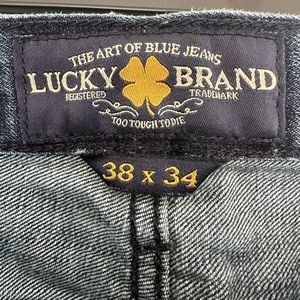 THE ART OF BLUE JEANS
LUCKY BRAND
REGISTERED TRADEMARK
TOO TOUGH TO DIE
38 x 34